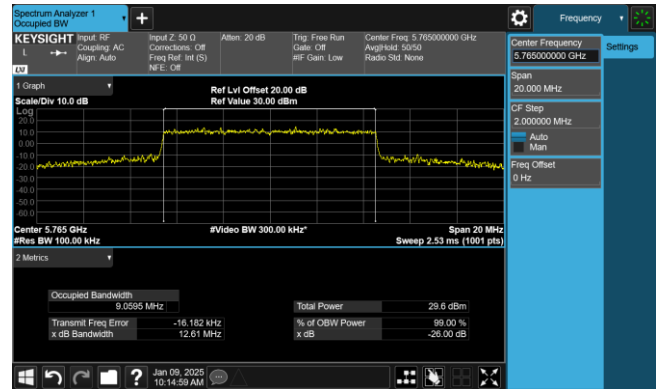 Spectrum Analyzer 1
Occupied BW
Frequency
KEYSIGHT
L
LXI
Input: RF
Coupling: AC
Align: Auto
Input Z: 50 Ω
Corrections: Off
Freq Ref: Int (S)
NFE: Off
Atten: 20 dB
Trig: Free Run
Gate: Off
#IF Gain: Low
Center Freq: 5.765000000 GHz
Avg|Hold: 50/50
Radio Std: None
Center Frequency
5.765000000 GHz
Settings
Span
20.000 MHz
CF Step
2.000000 MHz
Auto
Man
Freq Offset
0 Hz
1 Graph
Scale/Div 10.0 dB
Ref Lvl Offset 20.00 dB
Ref Value 30.00 dBm
Log
20.0
10.0
0.00
-10.0
-20.0
-30.0
-40.0
-50.0
-60.0
Center 5.765 GHz
#Res BW 100.00 kHz
#Video BW 300.00 kHz*
Span 20 MHz
Sweep 2.53 ms (1001 pts)
2 Metrics
Occupied Bandwidth
9.0595 MHz
Total Power 29.6 dBm
Transmit Freq Error -16.182 kHz
% of OBW Power 99.00 %
x dB Bandwidth 12.61 MHz
x dB -26.00 dB
Jan 09, 2025
10:14:59 AM